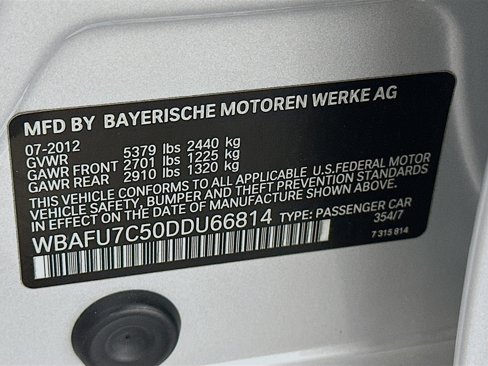 MFD BY BAYERISCHE MOTOREN WERKE AG
07-2012
GVWR 5379 lbs 2440 kg
GAWR FRONT 2701 lbs 1225 kg
GAWR REAR 2910 lbs 1320 kg
THIS VEHICLE CONFORMS TO ALL APPLICABLE U.S.FEDERAL MOTOR
VEHICLE SAFETY, BUMPER AND THEFT PREVENTION STANDARDS
IN EFFECT ON THE DATE OF MANUFACTURE SHOWN ABOVE.
WBAFU7C50DDU66814 TYPE: PASSENGER CAR
354/7
7 315 814